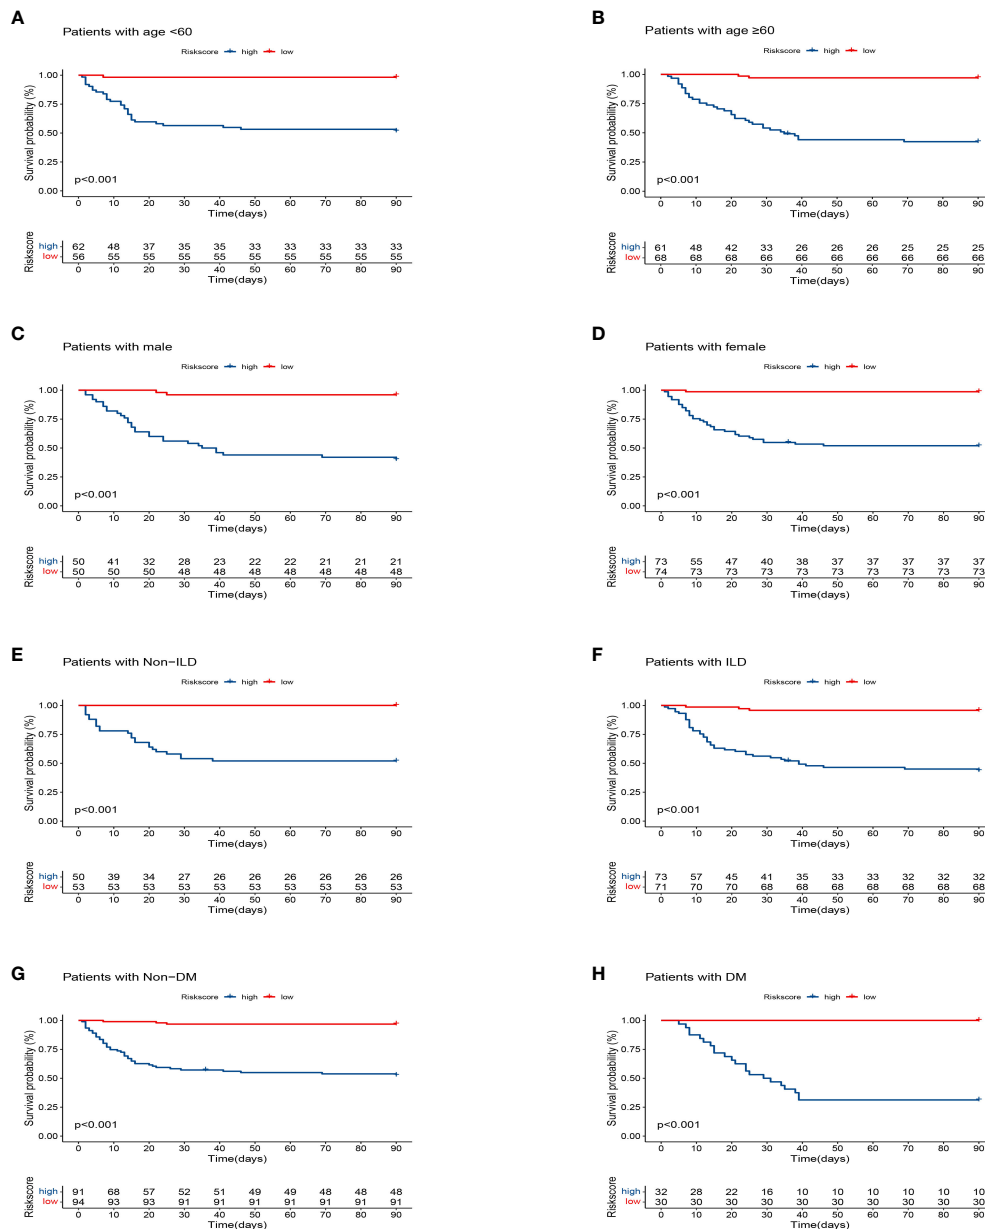 A
Patients with age <60
Riskscore high low
Survival probability (%)
1.00
0.75
0.50
0.25
0.00
p<0.001
0 10 20 30 40 50 60 70 80 90
Time(days)
Riskscore
high 62 48 37 35 35 33 33 33 33 33
low 56 55 55 55 55 55 55 55 55 55
0 10 20 30 40 50 60 70 80 90
Time(days)
B
Patients with age ≥60
Riskscore high low
Survival probability (%)
1.00
0.75
0.50
0.25
0.00
p<0.001
0 10 20 30 40 50 60 70 80 90
Time(days)
Riskscore
high 61 48 42 33 26 26 26 25 25 25
low 68 68 68 66 66 66 66 66 66 66
0 10 20 30 40 50 60 70 80 90
Time(days)
C
Patients with male
Riskscore high low
Survival probability (%)
1.00
0.75
0.50
0.25
0.00
p<0.001
0 10 20 30 40 50 60 70 80 90
Time(days)
Riskscore
high 50 41 32 28 23 22 22 21 21 21
low 50 50 50 48 48 48 48 48 48 48
0 10 20 30 40 50 60 70 80 90
Time(days)
D
Patients with female
Riskscore high low
Survival probability (%)
1.00
0.75
0.50
0.25
0.00
p<0.001
0 10 20 30 40 50 60 70 80 90
Time(days)
Riskscore
high 73 55 47 40 38 37 37 37 37 37
low 74 73 73 73 73 73 73 73 73 73
0 10 20 30 40 50 60 70 80 90
Time(days)
E
Patients with Non−ILD
Riskscore high low
Survival probability (%)
1.00
0.75
0.50
0.25
0.00
p<0.001
0 10 20 30 40 50 60 70 80 90
Time(days)
Riskscore
high 50 39 34 27 26 26 26 26 26 26
low 53 53 53 53 53 53 53 53 53 53
0 10 20 30 40 50 60 70 80 90
Time(days)
F
Patients with ILD
Riskscore high low
Survival probability (%)
1.00
0.75
0.50
0.25
0.00
p<0.001
0 10 20 30 40 50 60 70 80 90
Time(days)
Riskscore
high 73 57 45 41 35 33 33 32 32 32
low 71 70 70 68 68 68 68 68 68 68
0 10 20 30 40 50 60 70 80 90
Time(days)
G
Patients with Non−DM
Riskscore high low
Survival probability (%)
1.00
0.75
0.50
0.25
0.00
p<0.001
0 10 20 30 40 50 60 70 80 90
Time(days)
Riskscore
high 91 68 57 52 51 49 49 48 48 48
low 94 93 93 91 91 91 91 91 91 91
0 10 20 30 40 50 60 70 80 90
Time(days)
H
Patients with DM
Riskscore high low
Survival probability (%)
1.00
0.75
0.50
0.25
0.00
p<0.001
0 10 20 30 40 50 60 70 80 90
Time(days)
Riskscore
high 32 28 22 16 10 10 10 10 10 10
low 30 30 30 30 30 30 30 30 30 30
0 10 20 30 40 50 60 70 80 90
Time(days)